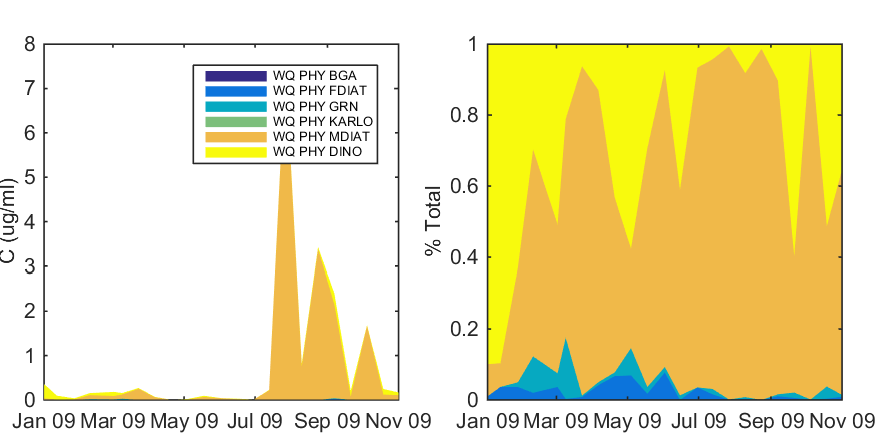 8
7
6
5
4
3
2
1
0
C (ug/ml)
WQ PHY BGA
WQ PHY FDIAT
WQ PHY GRN
WQ PHY KARLO
WQ PHY MDIAT
WQ PHY DINO
Jan 09 Mar 09 May 09 Jul 09 Sep 09 Nov 09
1
0.8
0.6
0.4
0.2
0
% Total
Jan 09 Mar 09 May 09 Jul 09 Sep 09 Nov 09